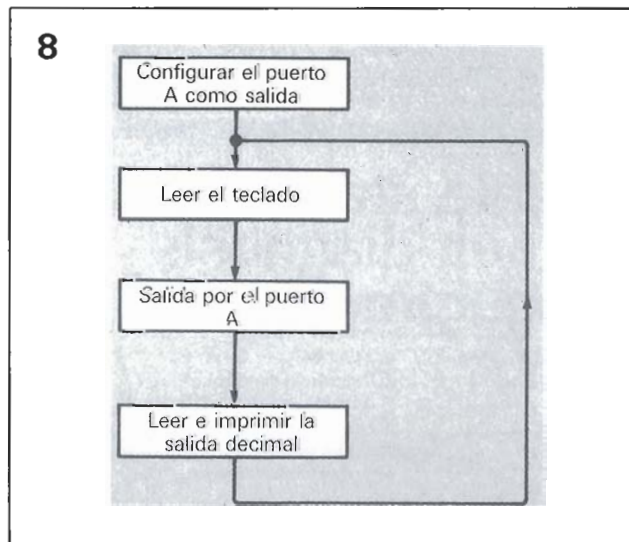 8
Configurar el puerto
A como salida
Leer el teclado
Salida por el puerto
A
Leer e imprimir la
salida decimal